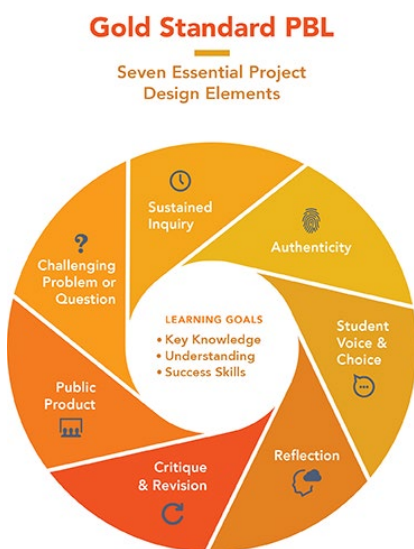 Gold Standard PBL
Seven Essential Project
Design Elements
?
Challenging
Problem or
Question
Sustained
Inquiry
Authenticity
Student
Voice &
Choice
Reflection
Critique
& Revision
Public
Product
LEARNING GOALS
• Key Knowledge
• Understanding
• Success Skills